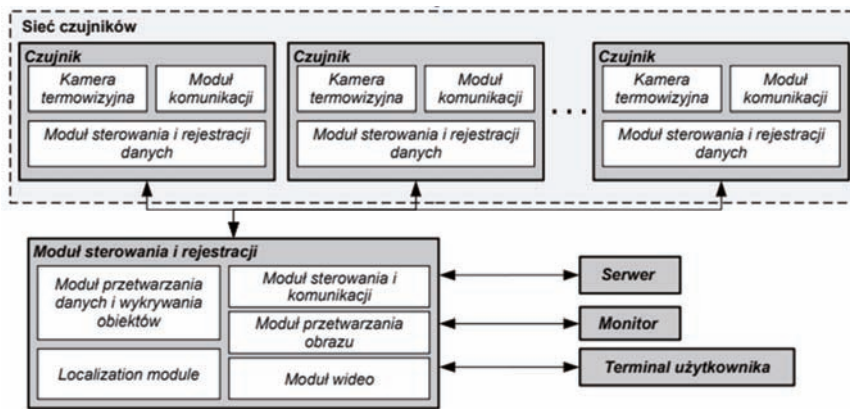 Sieć czujników
Czujnik
Kamera
termowizyjna
Moduł
komunikacji
Moduł sterowania i rejestracji
danych
Czujnik
Kamera
termowizyjna
Moduł
komunikacji
Moduł sterowania i rejestracji
danych
. . .
Czujnik
Kamera
termowizyjna
Moduł
komunikacji
Moduł sterowania i rejestracji
danych
Moduł sterowania i rejestracji
Moduł przetwarzania
danych i wykrywania
obiektów
Moduł sterowania i
komunikacji
Moduł przetwarzania
obrazu
Localization module
Moduł wideo
Serwer
Monitor
Terminal użytkownika